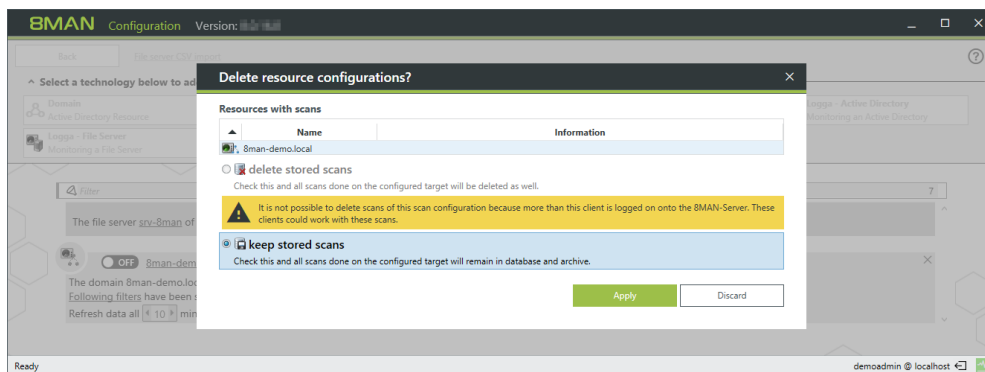 8MAN Configuration Version:
Back File server CSV export
Select a technology below to ad
Domain
Active Directory Resource
Logga - Active Directory
Monitoring an Active Directory
Logga - File Server
Monitoring a File Server
Delete resource configurations?
Resources with scans
Name Information
8man-demo.local
delete stored scans
Check this and all scans done on the configured target will be deleted as well.
It is not possible to delete scans of this scan configuration because more than this client is logged on onto the 8MAN-Server. These
clients could work with these scans.
keep stored scans
Check this and all scans done on the configured target will remain in database and archive.
Apply Discard
Filter 7
The file server srv-8man of
OFF 8man-dem
The domain 8man-demo.loc
Following filters have been s
Refresh data all 10 min
Ready demoadmin @ localhost